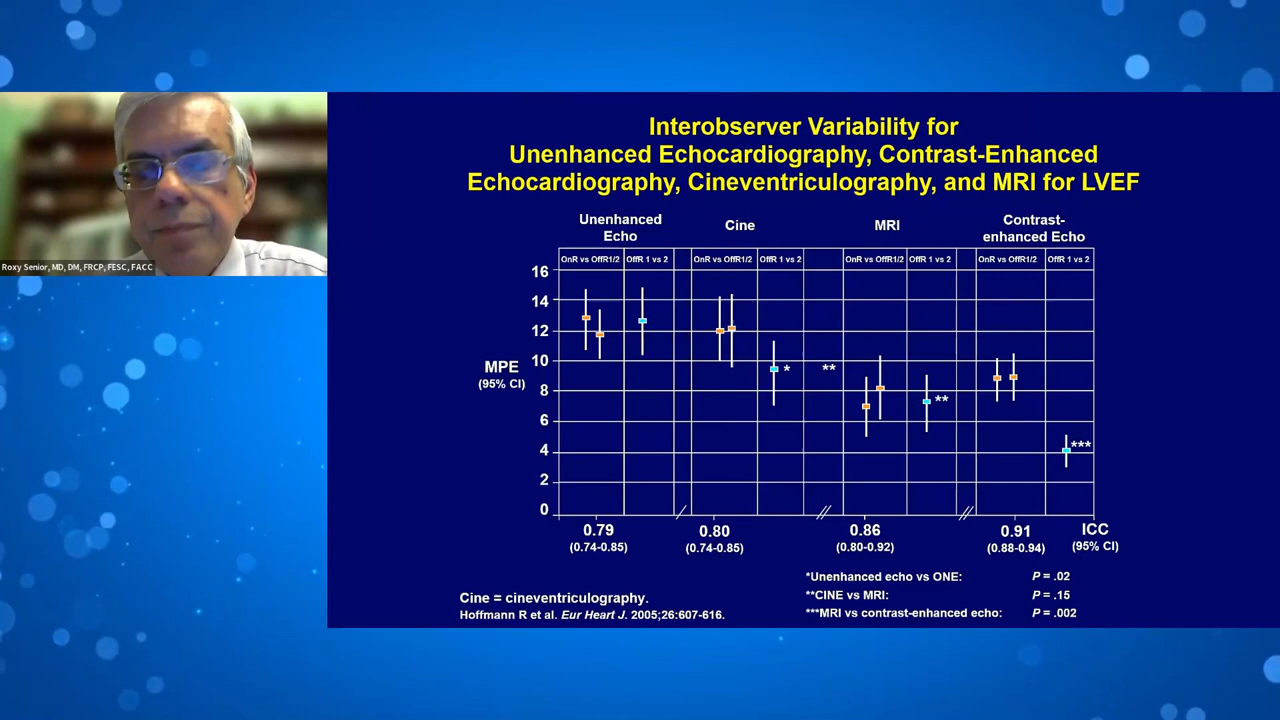 Interobserver Variability for
Unenhanced Echocardiography, Contrast-Enhanced
Echocardiography, Cineventriculography, and MRI for LVEF
Unenhanced
Echo
Cine
MRI
Contrast-
enhanced Echo
OnR vs OffR1/2
OffR 1 vs 2
OnR vs OffR1/2
OffR 1 vs 2
OnR vs OffR1/2
OffR 1 vs 2
OnR vs OffR1/2
OffR 1 vs 2
16
14
12
10
8
6
4
2
0
MPE
(95% CI)
*
**
**
***
0.79
(0.74-0.85)
0.80
(0.74-0.85)
0.86
(0.80-0.92)
0.91
(0.88-0.94)
ICC
(95% CI)
*Unenhanced echo vs ONE: P = .02
**CINE vs MRI: P = .15
***MRI vs contrast-enhanced echo: P = .002
Cine = cineventriculography.
Hoffmann R et al. Eur Heart J. 2005;26:607-616.
Roxy Senior, MD, DM, FRCP, FESC, FACC